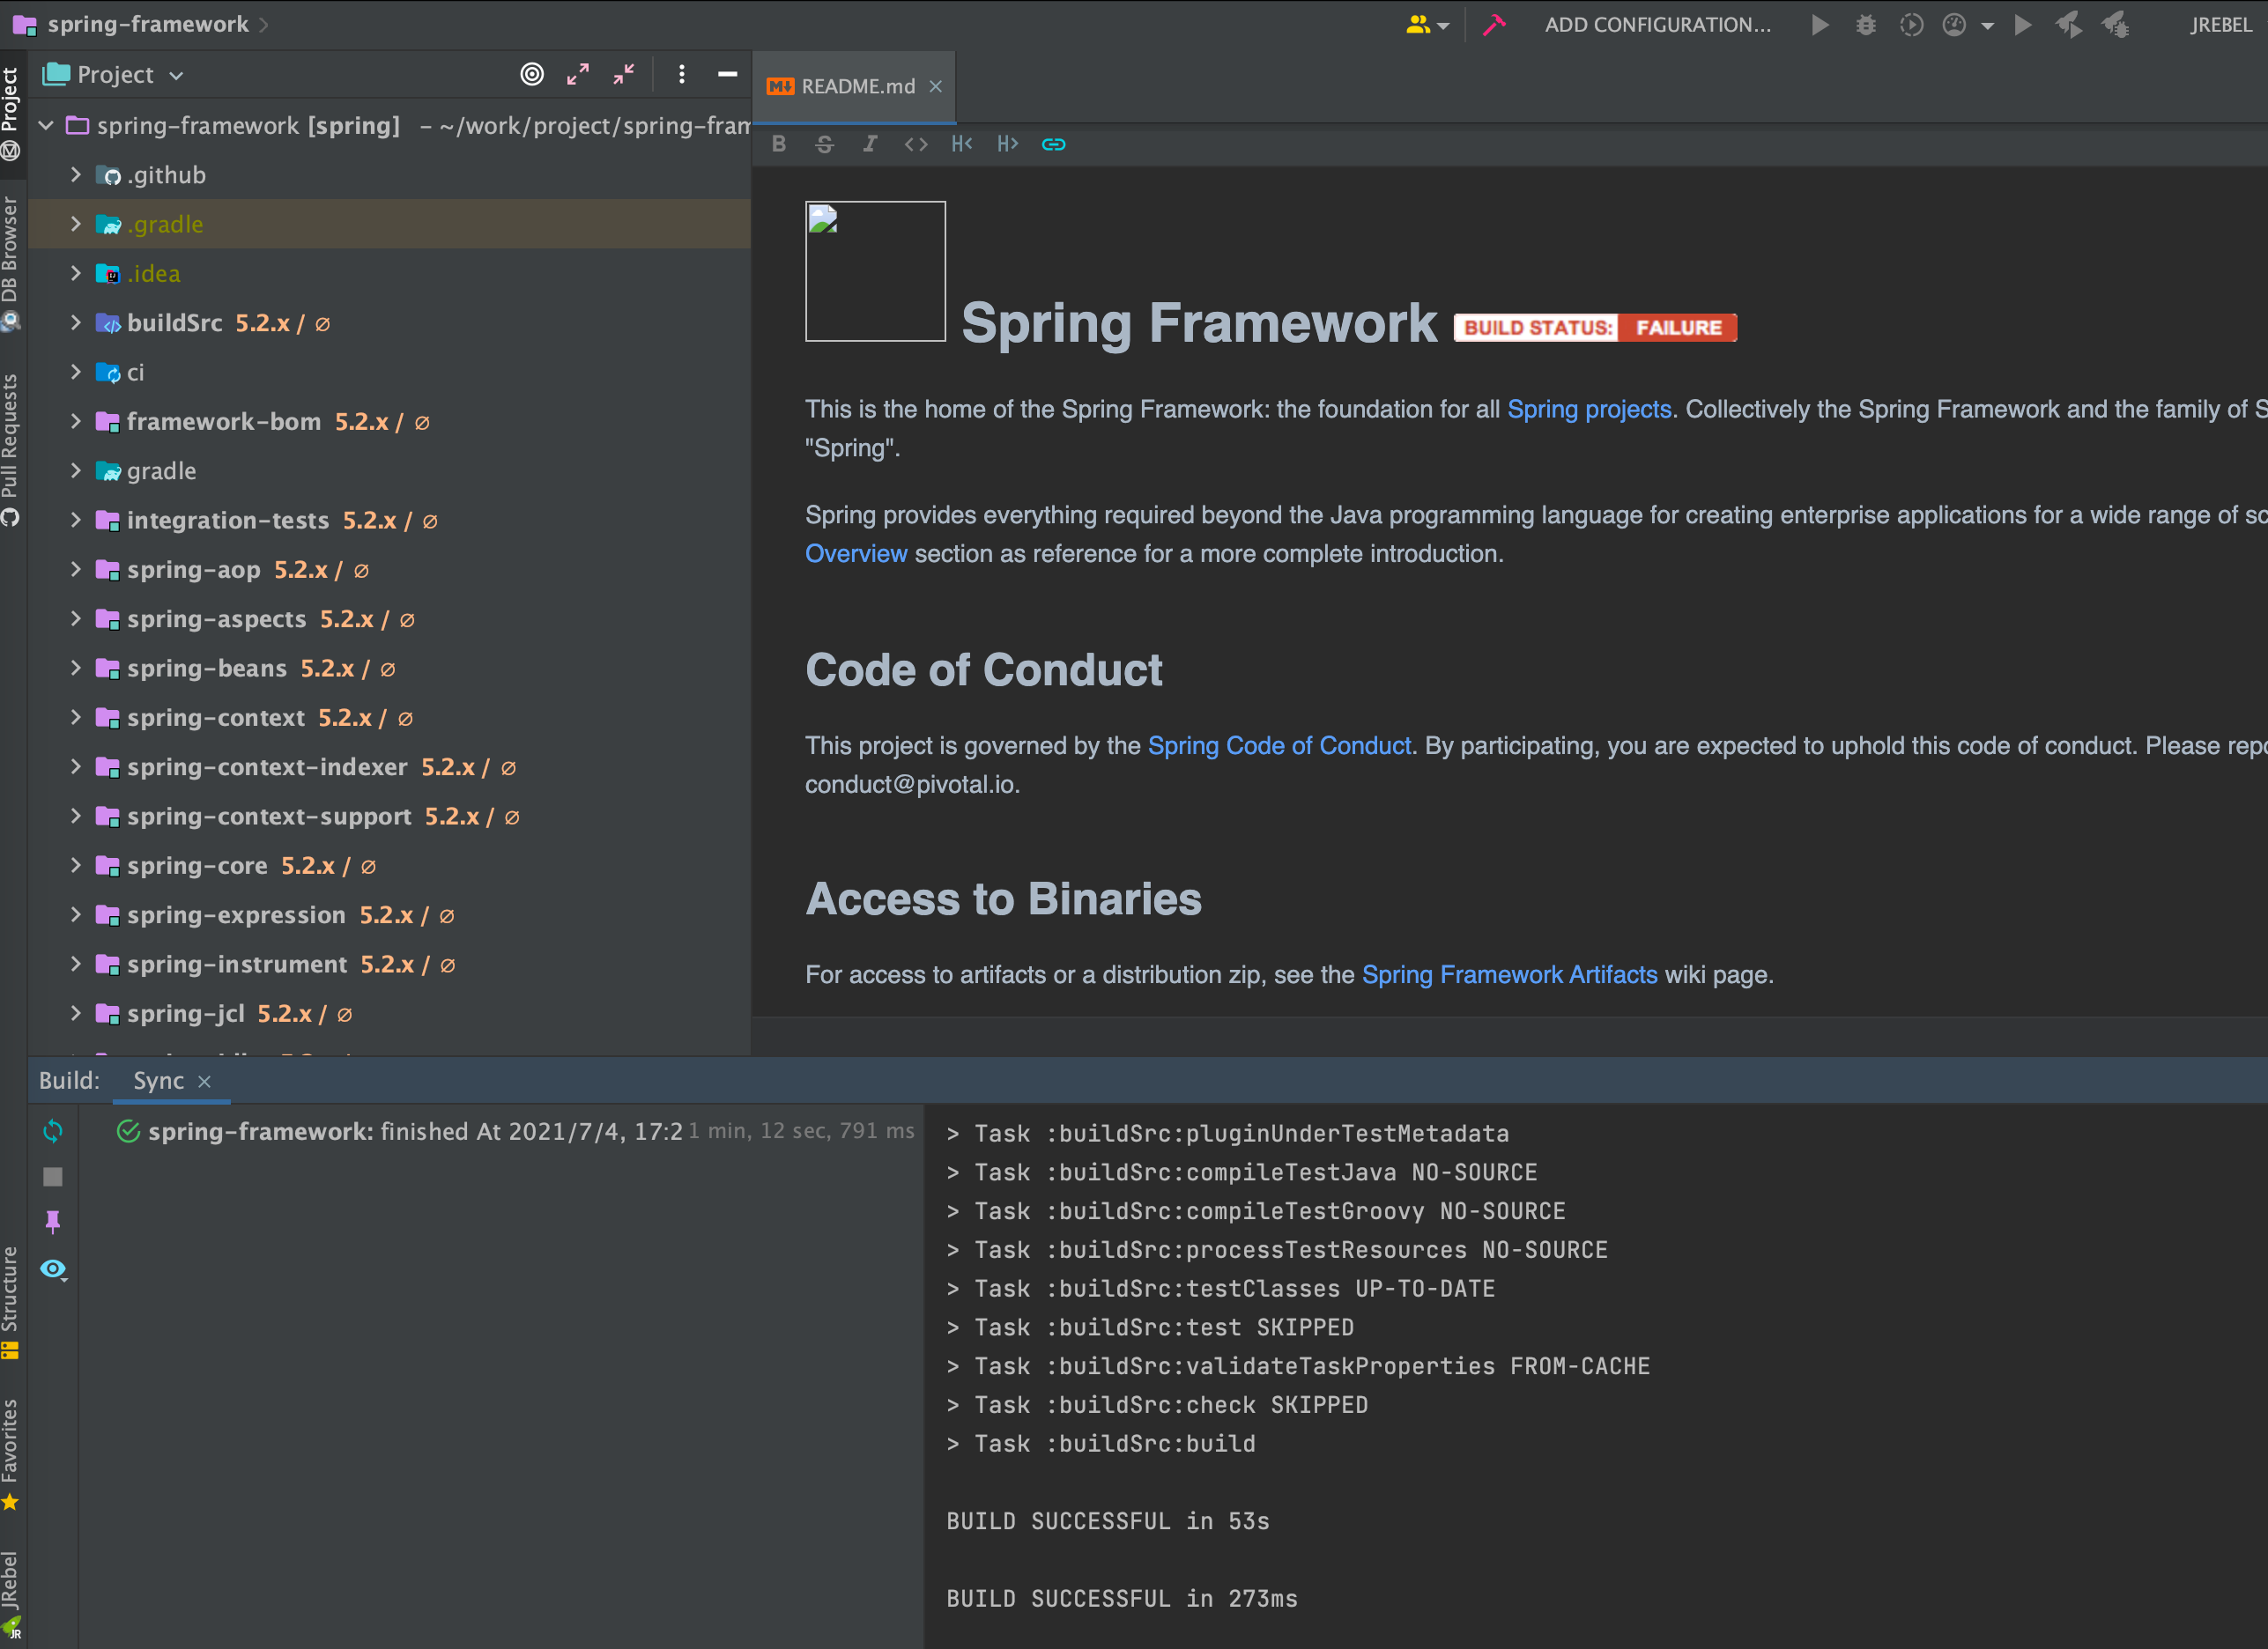 spring-framework
ADD CONFIGURATION...
JREBEL
Project
README.md
Project
DB Browser
Pull Requests
Structure
Favorites
JRebel
spring-framework [spring] – ~/work/project/spring-fram
.github
.gradle
.idea
buildSrc 5.2.x / ∅
ci
framework-bom 5.2.x / ∅
gradle
integration-tests 5.2.x / ∅
spring-aop 5.2.x / ∅
spring-aspects 5.2.x / ∅
spring-beans 5.2.x / ∅
spring-context 5.2.x / ∅
spring-context-indexer 5.2.x / ∅
spring-context-support 5.2.x / ∅
spring-core 5.2.x / ∅
spring-expression 5.2.x / ∅
spring-instrument 5.2.x / ∅
spring-jcl 5.2.x / ∅
B S I <> H< H>
Spring Framework BUILD STATUS: FAILURE
This is the home of the Spring Framework: the foundation for all Spring projects. Collectively the Spring Framework and the family of S
"Spring".
Spring provides everything required beyond the Java programming language for creating enterprise applications for a wide range of sc
Overview section as reference for a more complete introduction.
Code of Conduct
This project is governed by the Spring Code of Conduct. By participating, you are expected to uphold this code of conduct. Please repo
conduct@pivotal.io.
Access to Binaries
For access to artifacts or a distribution zip, see the Spring Framework Artifacts wiki page.
Build: Sync
spring-framework: finished At 2021/7/4, 17:2 1 min, 12 sec, 791 ms
> Task :buildSrc:pluginUnderTestMetadata
> Task :buildSrc:compileTestJava NO-SOURCE
> Task :buildSrc:compileTestGroovy NO-SOURCE
> Task :buildSrc:processTestResources NO-SOURCE
> Task :buildSrc:testClasses UP-TO-DATE
> Task :buildSrc:test SKIPPED
> Task :buildSrc:validateTaskProperties FROM-CACHE
> Task :buildSrc:check SKIPPED
> Task :buildSrc:build
BUILD SUCCESSFUL in 53s
BUILD SUCCESSFUL in 273ms